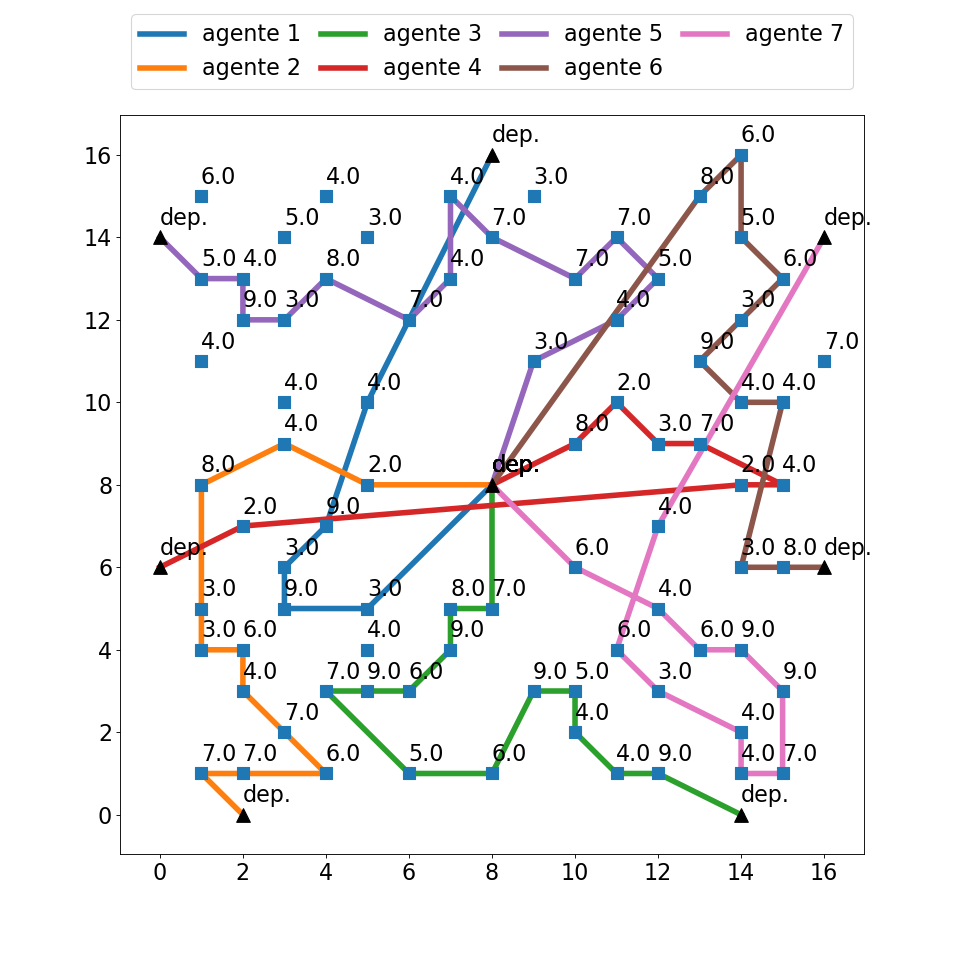 agente 1 agente 3 agente 5 agente 7
agente 2 agente 4 agente 6
dep. 6.0
16
6.0 4.0 4.0 3.0 8.0
dep. 5.0 3.0 7.0 7.0 5.0 dep.
14
5.0 4.0 8.0 4.0 7.0 5.0 6.0
9.0 3.0 7.0 4.0 3.0
12
4.0 3.0 9.0 7.0
4.0 4.0 2.0 4.0 4.0
10
4.0 8.0 3.0 7.0
8.0 2.0 dep. dep. 2.0 4.0
8
2.0 9.0 4.0
dep. 3.0 6.0 3.0 8.0 dep.
6
3.0 9.0 3.0 8.0 7.0 4.0
3.0 6.0 4.0 9.0 6.0 6.0 9.0
4
4.0 7.0 9.0 6.0 9.0 5.0 3.0 9.0
7.0 4.0 4.0
2
7.0 7.0 6.0 5.0 6.0 4.0 9.0 4.0 7.0
dep. dep.
0
0 2 4 6 8 10 12 14 16